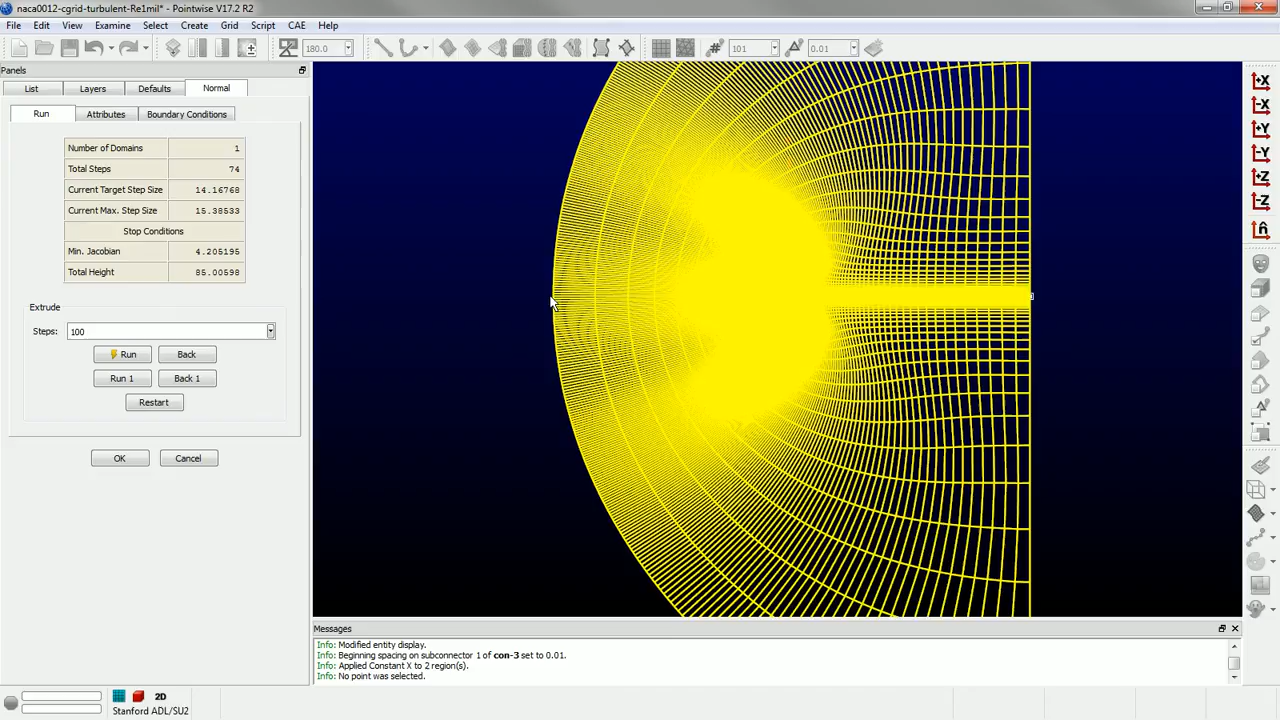 naca0012-cgrid-turbulent-Re1mil* - Pointwise V17.2 R2
File Edit View Examine Select Create Grid Script CAE Help
180.0 101 0.01
Panels
List Layers Defaults Normal
Run Attributes Boundary Conditions
Number of Domains 1
Total Steps 74
Current Target Step Size 14.16768
Current Max. Step Size 15.38533
Stop Conditions
Min. Jacobian 4.205195
Total Height 85.00598
Extrude
Steps: 100
Run Back
Run 1 Back 1
Restart
OK Cancel
+X
-X
+Y
-Y
+Z
-Z
n̂
Messages
Info: Modified entity display.
Info: Beginning spacing on subconnector 1 of con-3 set to 0.01.
Info: Applied Constant X to 2 region(s).
Info: No point was selected.
2D
Stanford ADL/SU2